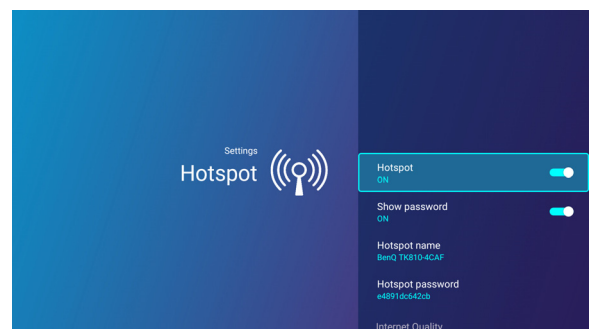 Settings
Hotspot
Hotspot
ON
Show password
ON
Hotspot name
BenQ TK810-4CAF
Hotspot password
e4891dc642cb
Internet Quality